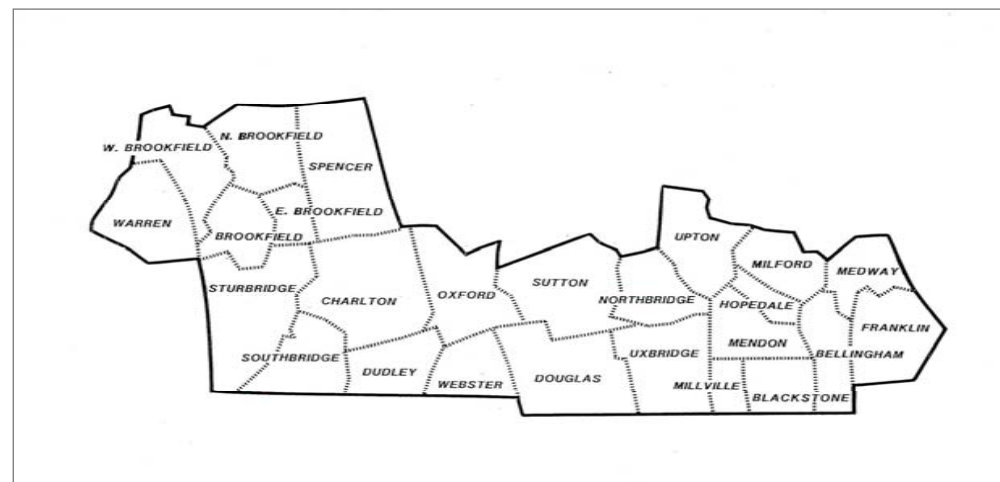 N. BROOKFIELD
W. BROOKFIELD
SPENCER
E. BROOKFIELD
WARREN
BROOKFIELD
UPTON
MILFORD
MEDWAY
STURBRIDGE
CHARLTON
OXFORD
SUTTON
NORTHBRIDGE
HOPEDALE
FRANKLIN
MENDON
BELLINGHAM
SOUTHBRIDGE
UXBRIDGE
DUDLEY
WEBSTER
DOUGLAS
MILLVILLE
BLACKSTONE